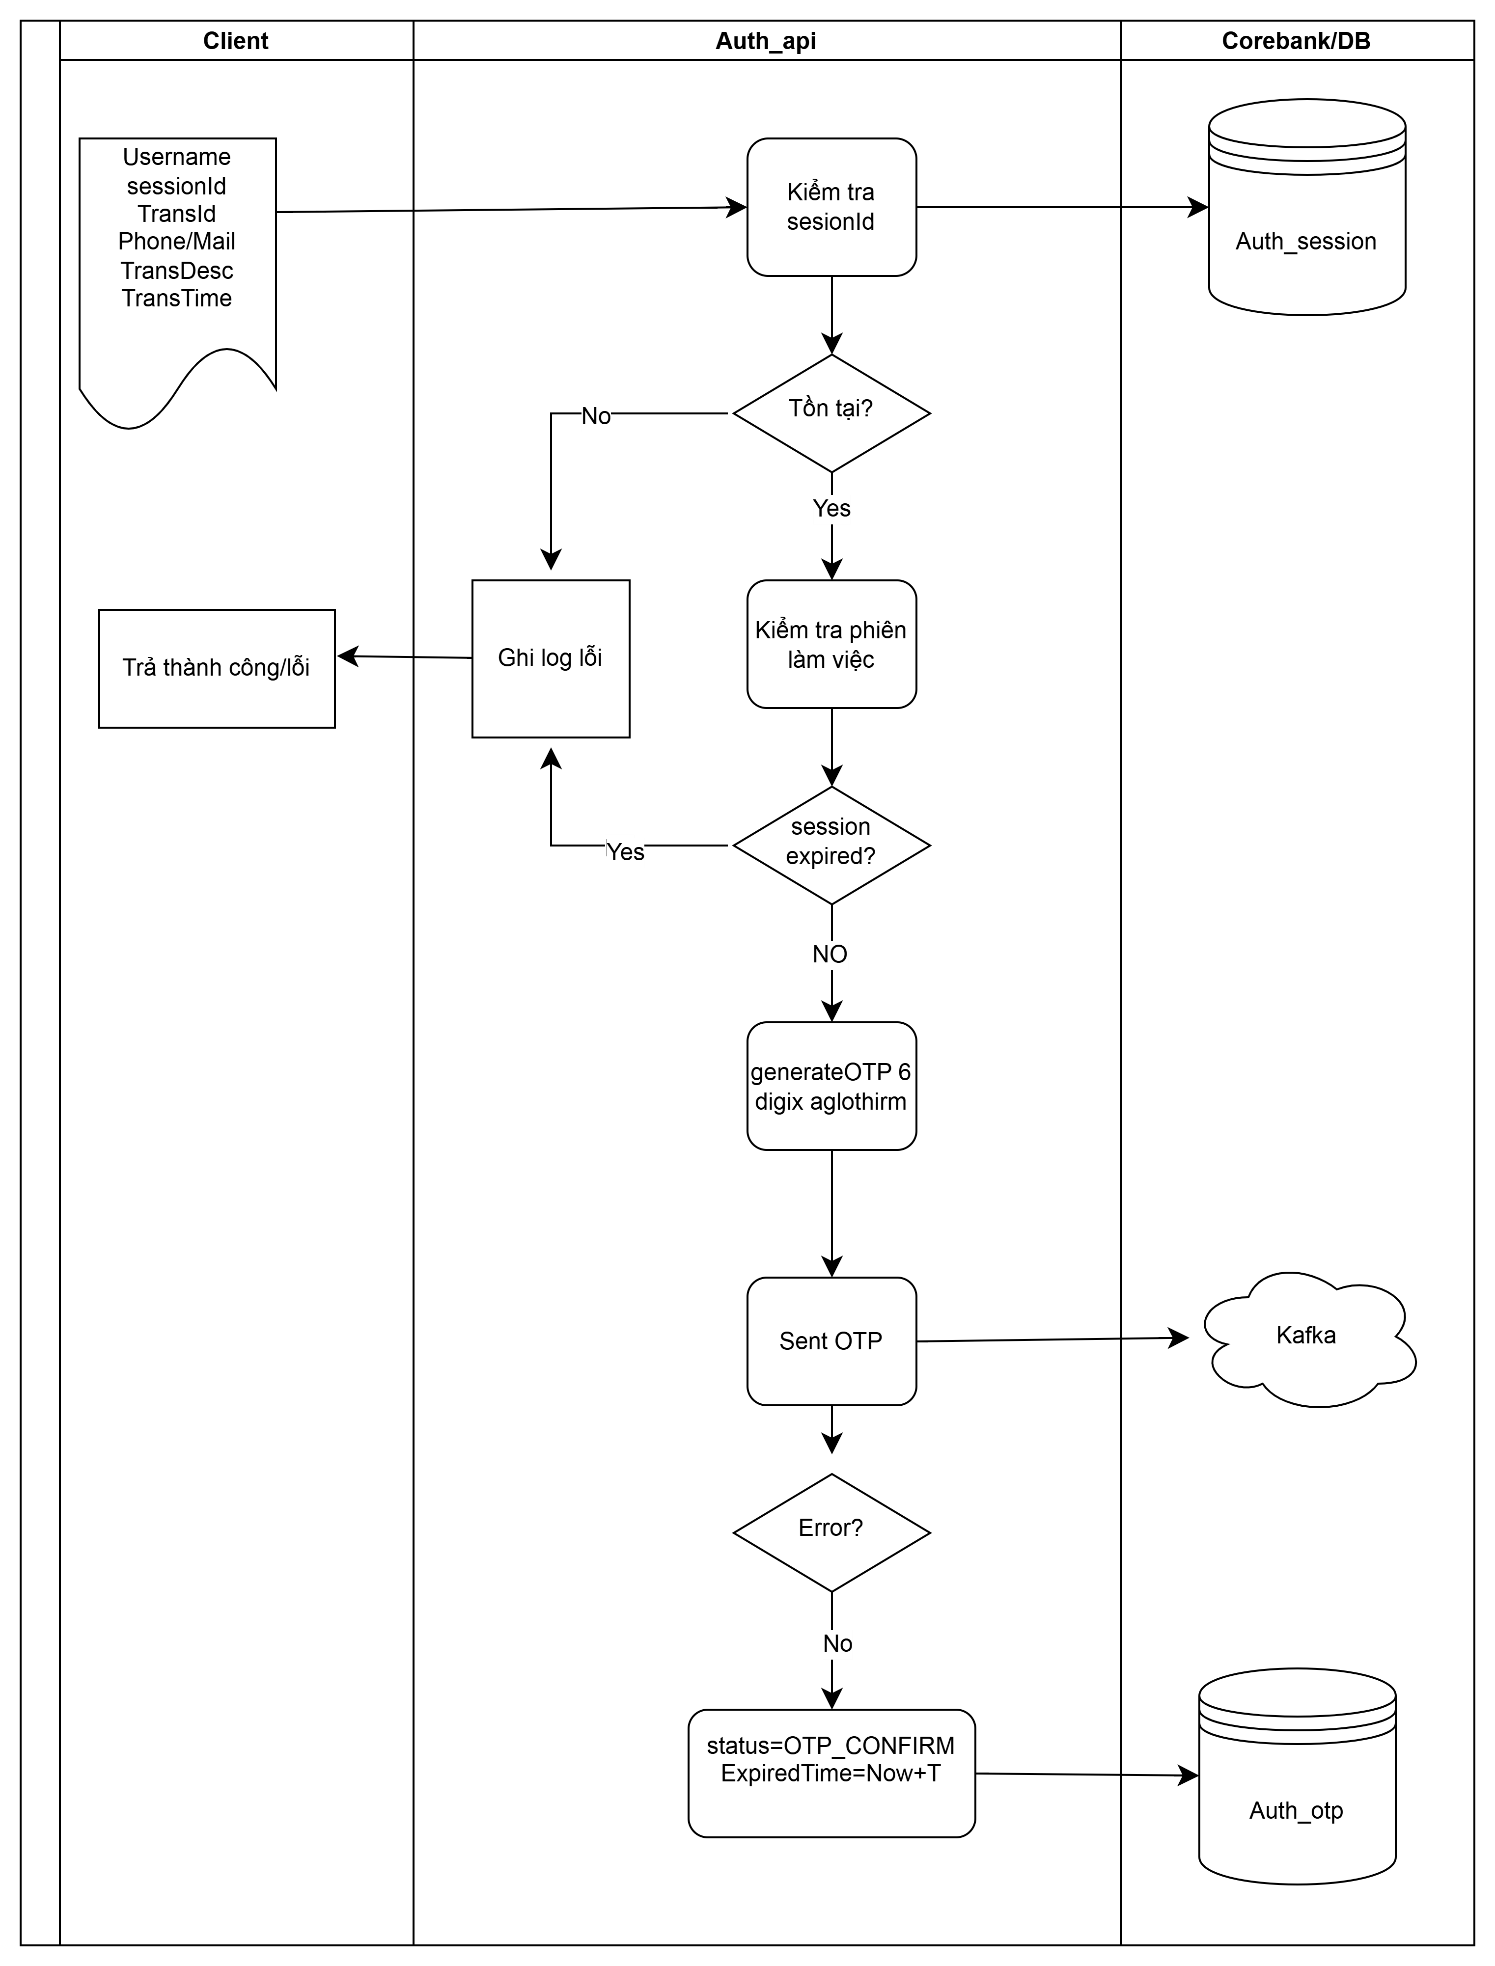 Client
Auth_api
Corebank/DB
Username
sessionId
TransId
Phone/Mail
TransDesc
TransTime
Kiểm tra
sesionId
Auth_session
Tồn tại?
No
Yes
Kiểm tra phiên
làm việc
Ghi log lỗi
Trả thành công/lỗi
session
expired?
Yes
NO
generateOTP 6
digix aglothirm
Sent OTP
Kafka
Error?
No
status=OTP_CONFIRM
ExpiredTime=Now+T
Auth_otp